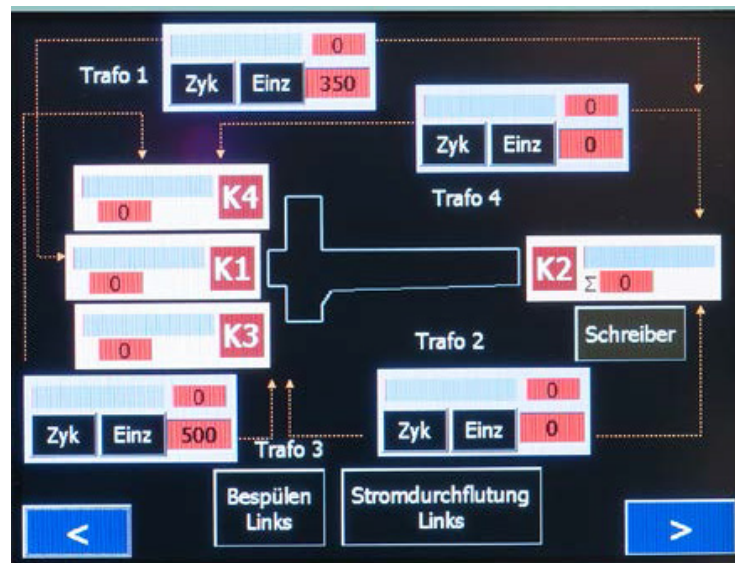 0
Trafo 1
Zyk Einz 350
0
Zyk Einz 0
Trafo 4
K4
0
K1
0
K2
Σ 0
K3
0
Schreiber
Trafo 2
0
Zyk Einz 500
Trafo 3
0
Zyk Einz 0
Bespülen
Links
Stromdurchflutung
Links
< >